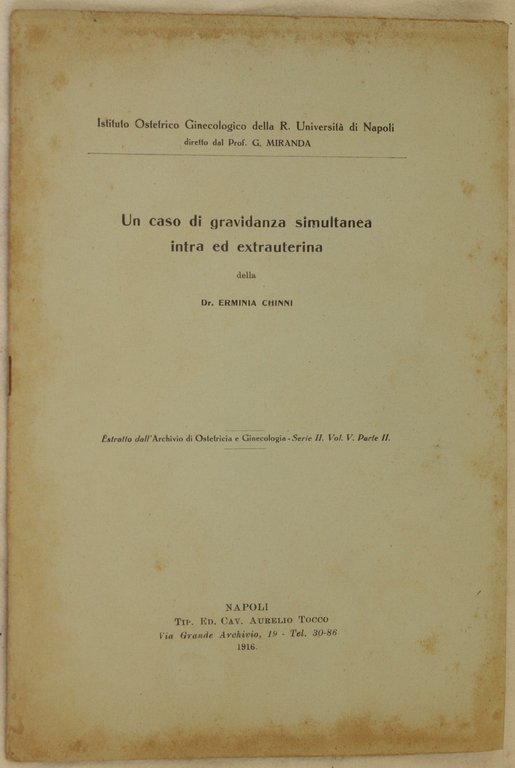 Istituto Ostetrico Ginecologico della R. Università di Napoli
diretto dal Prof. G. MIRANDA
Un caso di gravidanza simultanea
intra ed extrauterina
della
Dr. ERMINIA CHINNI
Estratto dall'Archivio di Ostetricia e Ginecologia - Serie II. Vol. V. Parte II.
NAPOLI
TIP. ED. CAV. AURELIO TOCCO
Via Grande Archivio, 19 - Tel. 30-86
1916.